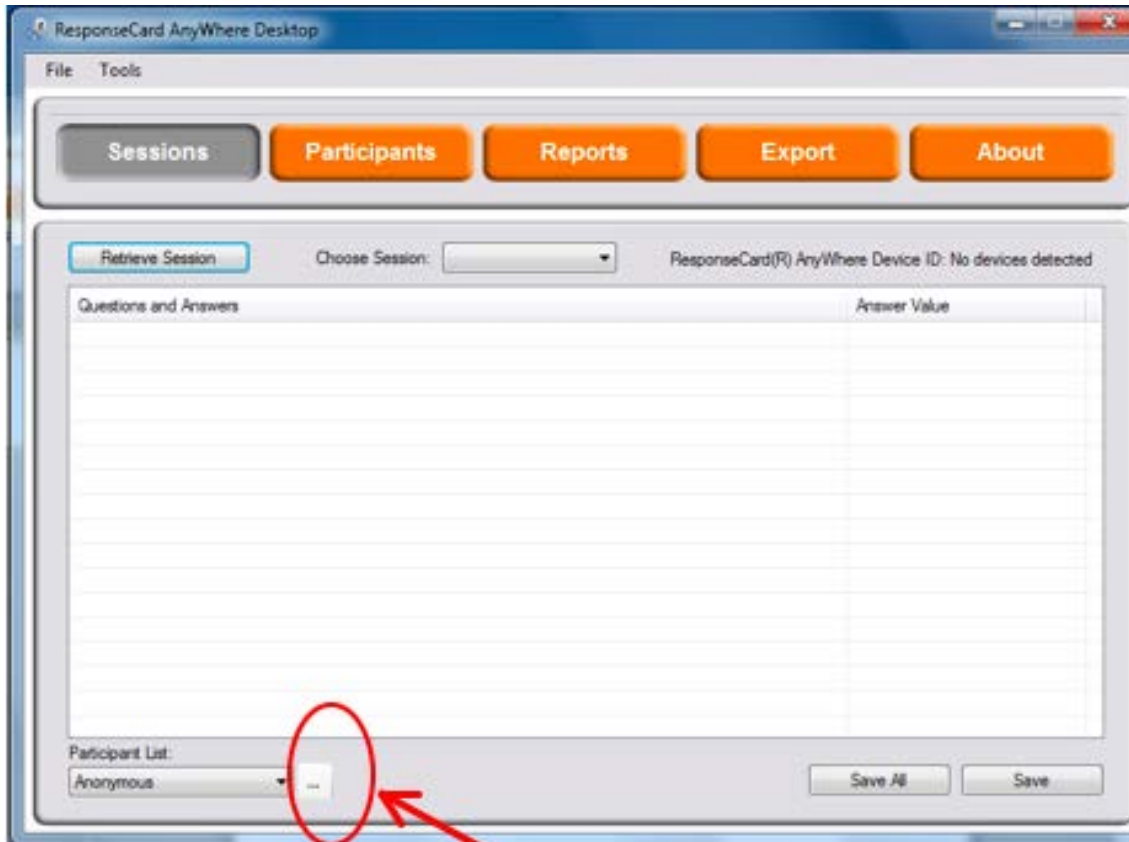 ResponseCard AnyWhere Desktop
File Tools
Sessions Participants Reports Export About
Retrieve Session Choose Session: ResponseCard(R) AnyWhere Device ID: No devices detected
Questions and Answers Answer Value
Participant List:
Anonymous ... Save All Save